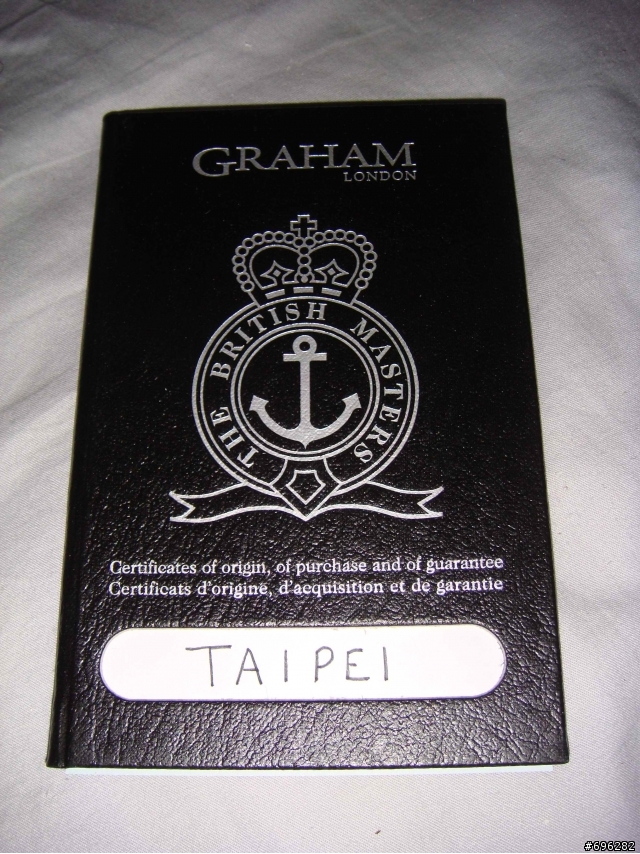 GRAHAM
LONDON
THE BRITISH MASTERS
Certificates of origin, of purchase and of guarantee
Certificats d'origine, d'acquisition et de garantie
TAIPEI
#696282